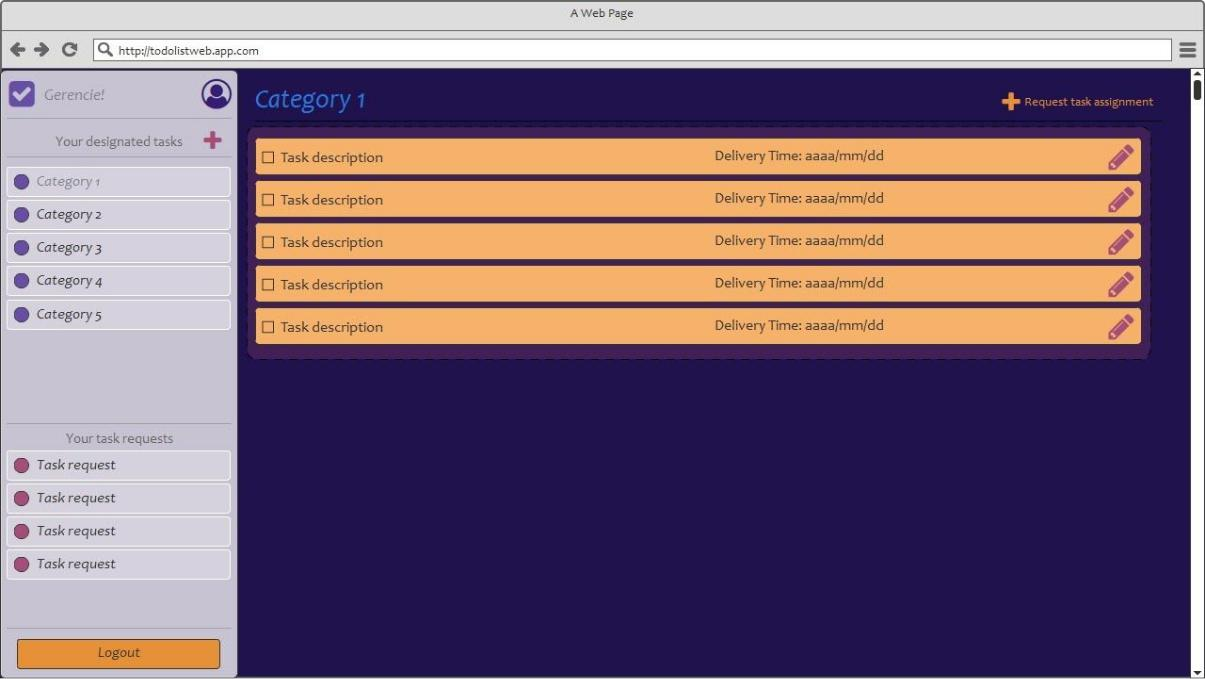 A Web Page
http://todolistweb.app.com
Gerencie!
Your designated tasks
Category 1
Category 2
Category 3
Category 4
Category 5
Your task requests
Task request
Task request
Task request
Task request
Logout
Category 1
Request task assignment
Task description Delivery Time: aaaa/mm/dd
Task description Delivery Time: aaaa/mm/dd
Task description Delivery Time: aaaa/mm/dd
Task description Delivery Time: aaaa/mm/dd
Task description Delivery Time: aaaa/mm/dd